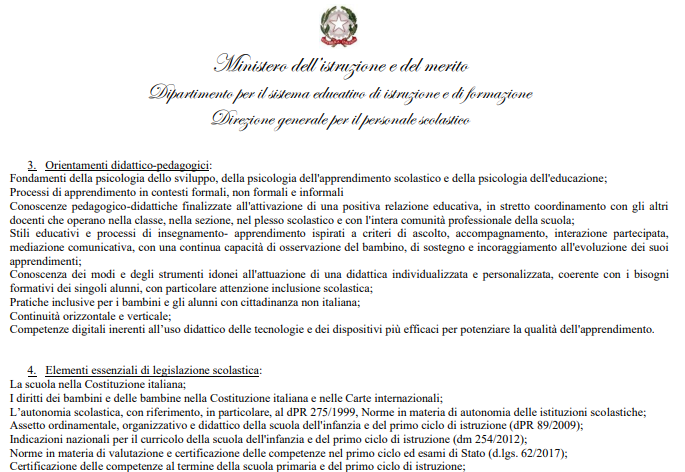 Ministero dell'istruzione e del merito
Dipartimento per il sistema educativo di istruzione e di formazione
Direzione generale per il personale scolastico
3. Orientamenti didattico-pedagogici:
Fondamenti della psicologia dello sviluppo, della psicologia dell'apprendimento scolastico e della psicologia dell'educazione;
Processi di apprendimento in contesti formali, non formali e informali
Conoscenze pedagogico-didattiche finalizzate all'attivazione di una positiva relazione educativa, in stretto coordinamento con gli altri
docenti che operano nella classe, nella sezione, nel plesso scolastico e con l'intera comunità professionale della scuola;
Stili educativi e processi di insegnamento- apprendimento ispirati a criteri di ascolto, accompagnamento, interazione partecipata,
mediazione comunicativa, con una continua capacità di osservazione del bambino, di sostegno e incoraggiamento all'evoluzione dei suoi
apprendimenti;
Conoscenza dei modi e degli strumenti idonei all'attuazione di una didattica individualizzata e personalizzata, coerente con i bisogni
formativi dei singoli alunni, con particolare attenzione inclusione scolastica;
Pratiche inclusive per i bambini e gli alunni con cittadinanza non italiana;
Continuità orizzontale e verticale;
Competenze digitali inerenti all'uso didattico delle tecnologie e dei dispositivi più efficaci per potenziare la qualità dell'apprendimento.
4. Elementi essenziali di legislazione scolastica:
La scuola nella Costituzione italiana;
I diritti dei bambini e delle bambine nella Costituzione italiana e nelle Carte internazionali;
L'autonomia scolastica, con riferimento, in particolare, al dPR 275/1999, Norme in materia di autonomia delle istituzioni scolastiche;
Assetto ordinamentale, organizzativo e didattico della scuola dell'infanzia e del primo ciclo di istruzione (dPR 89/2009);
Indicazioni nazionali per il curricolo della scuola dell'infanzia e del primo ciclo di istruzione (dm 254/2012);
Norme in materia di valutazione e certificazione delle competenze nel primo ciclo ed esami di Stato (d.lgs. 62/2017);
Certificazione delle competenze al termine della scuola primaria e del primo ciclo di istruzione;